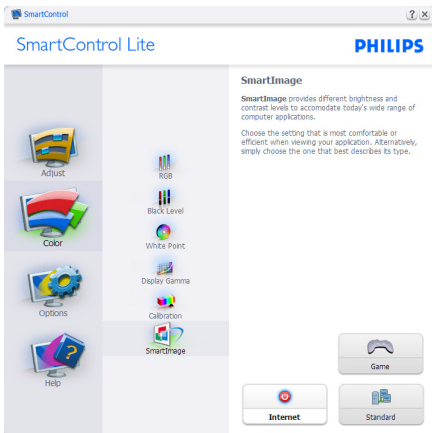 SmartControl
SmartControl Lite
PHILIPS
Adjust
Color
Options
Help
RGB
Black Level
White Point
Display Gamma
Calibration
SmartImage
SmartImage
SmartImage provides different brightness and
contrast levels to accomodate today's wide range of
computer applications.
Choose the setting that is most comfortable or
efficient when viewing your application. Alternatively,
simply choose the one that best describes its type.
Game
Internet
Standard